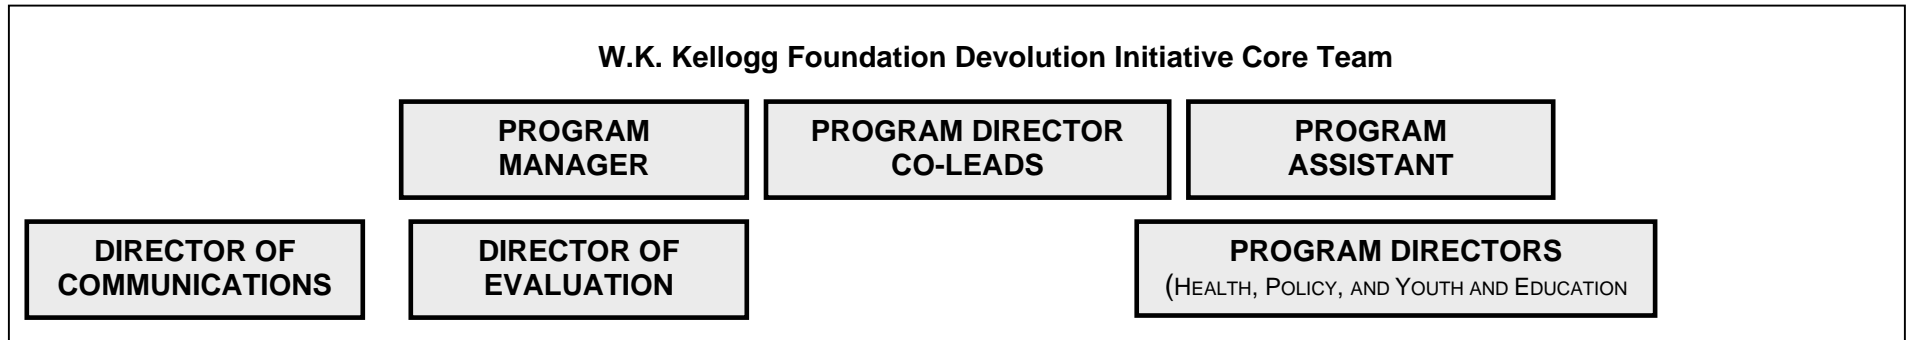 W.K. Kellogg Foundation Devolution Initiative Core Team
PROGRAM
MANAGER
PROGRAM DIRECTOR
CO-LEADS
PROGRAM
ASSISTANT
DIRECTOR OF
COMMUNICATIONS
DIRECTOR OF
EVALUATION
PROGRAM DIRECTORS
(HEALTH, POLICY, AND YOUTH AND EDUCATION